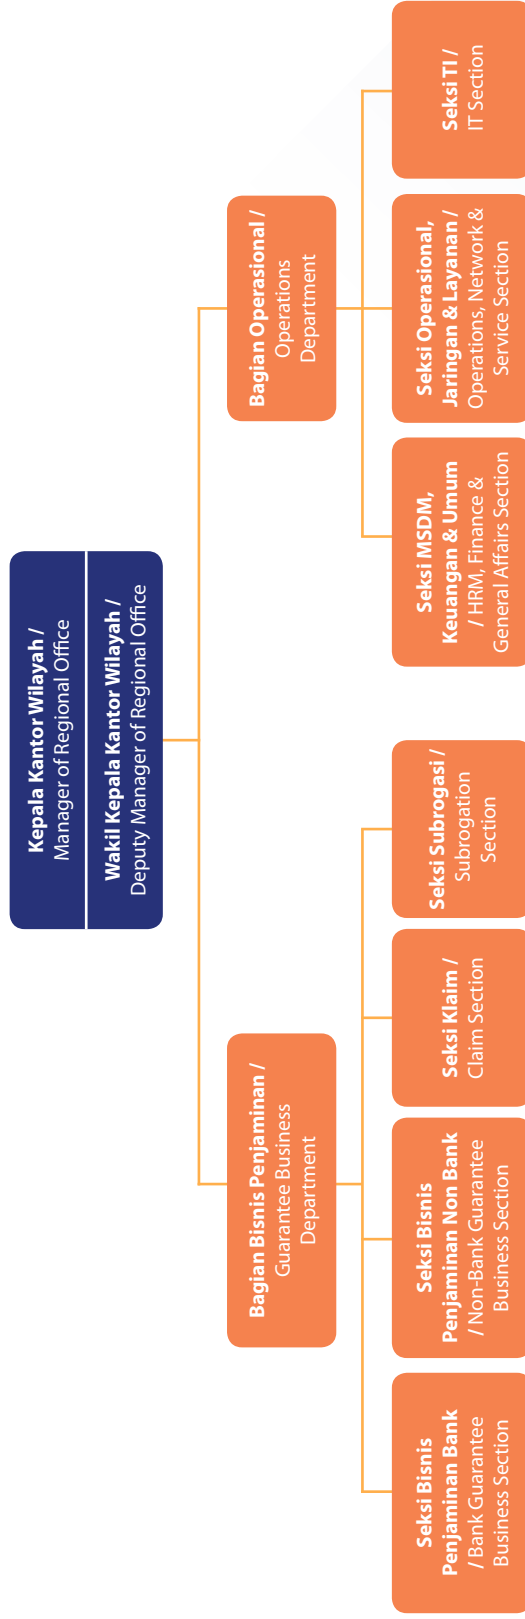 Kepala Kantor Wilayah /
Manager of Regional Office
Wakil Kepala Kantor Wilayah /
Deputy Manager of Regional Office
Bagian Bisnis Penjaminan /
Guarantee Business
Department
Bagian Operasional /
Operations
Department
Seksi Bisnis
Penjaminan Bank
/ Bank Guarantee
Business Section
Seksi Bisnis
Penjaminan Non Bank
/ Non-Bank Guarantee
Business Section
Seksi Klaim /
Claim Section
Seksi Subrogasi /
Subrogation
Section
Seksi MSDM,
Keuangan & Umum
/ HRM, Finance &
General Affairs Section
Seksi Operasional,
Jaringan & Layanan /
Operations, Network &
Service Section
Seksi TI /
IT Section